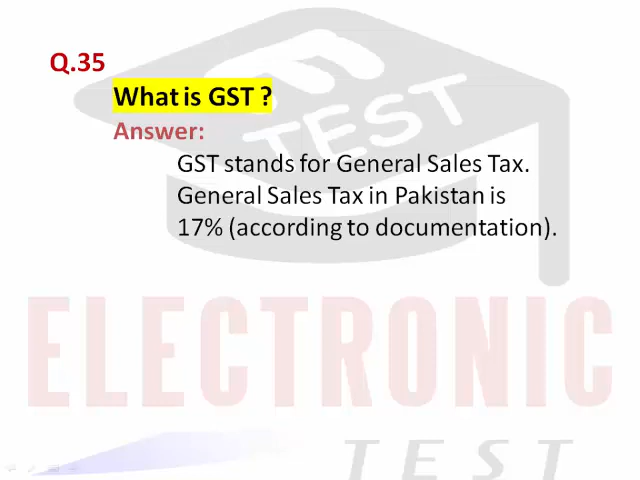 Q.35
What is GST ?
Answer:
GST stands for General Sales Tax.
General Sales Tax in Pakistan is
17% (according to documentation).
TEST
ELECTRONIC
TEST